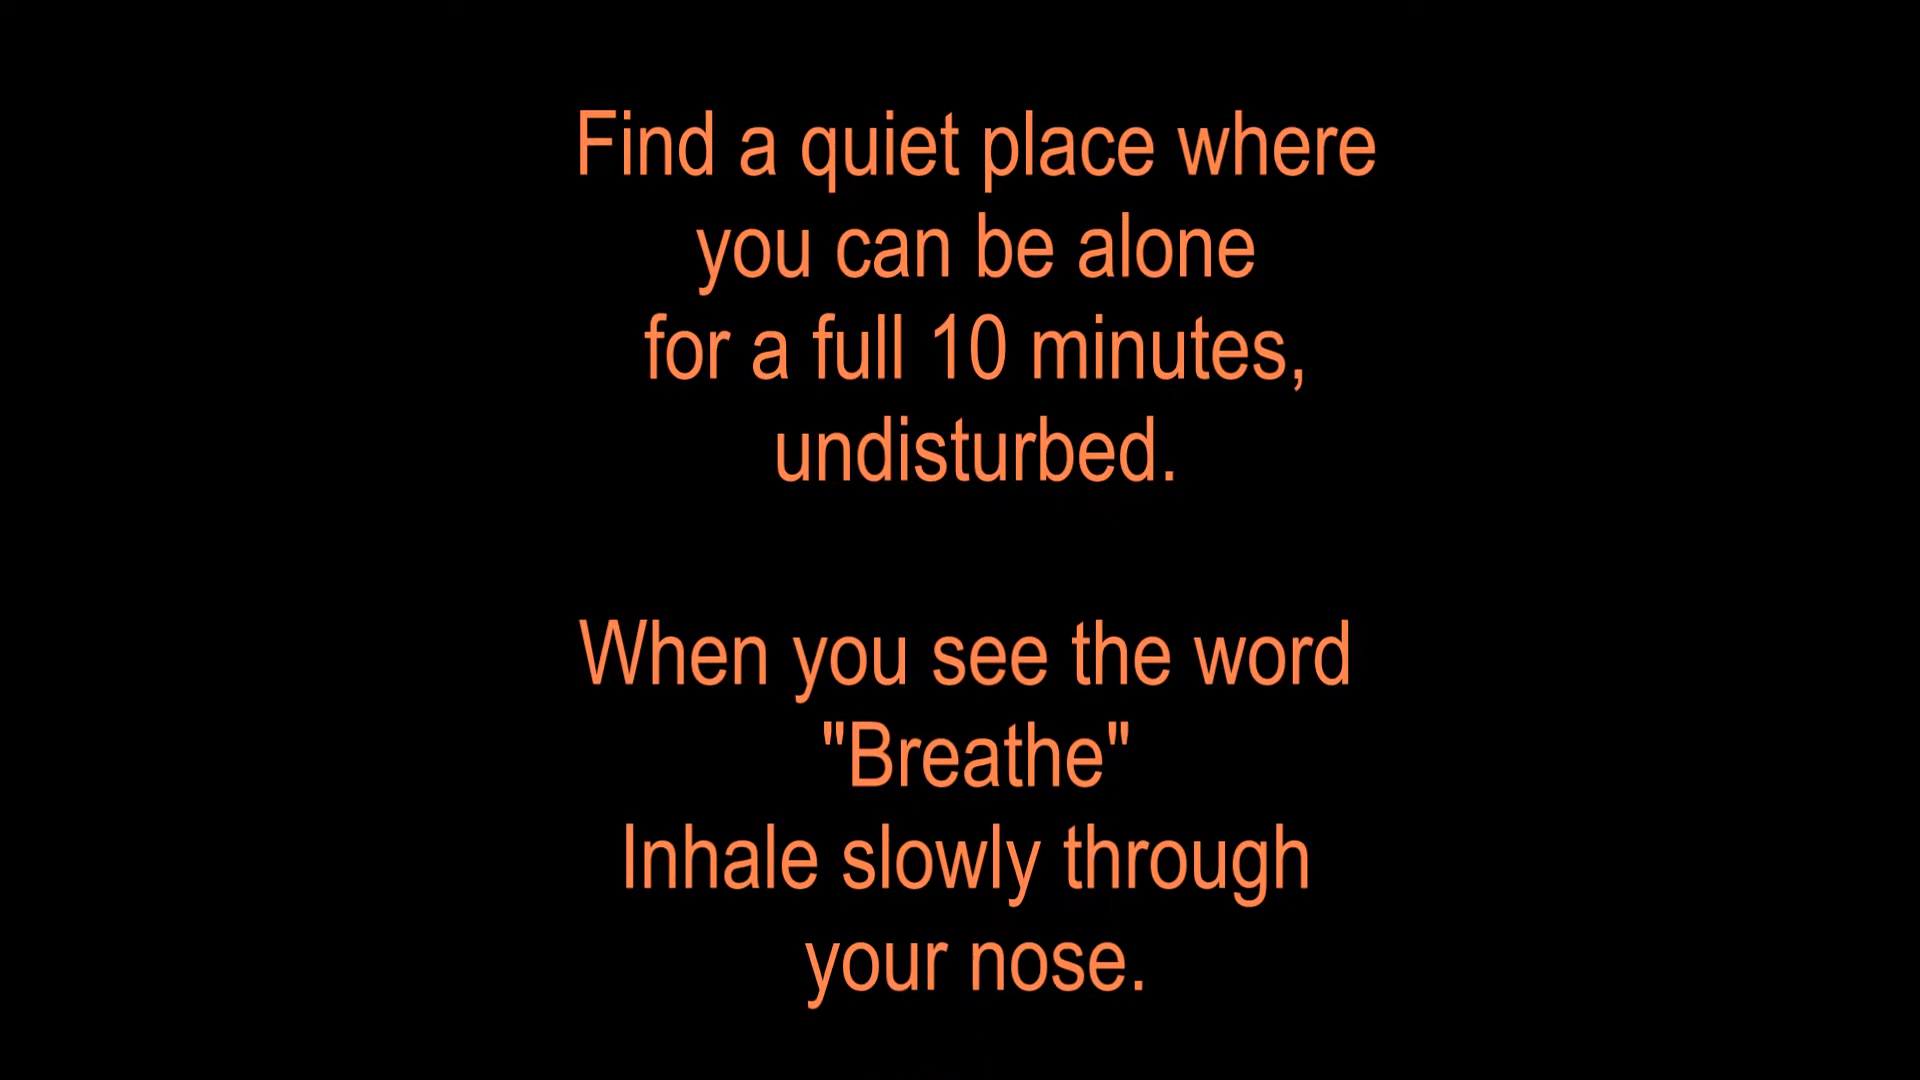 Find a quiet place where
you can be alone
for a full 10 minutes,
undisturbed.
When you see the word
"Breathe"
Inhale slowly through
your nose.